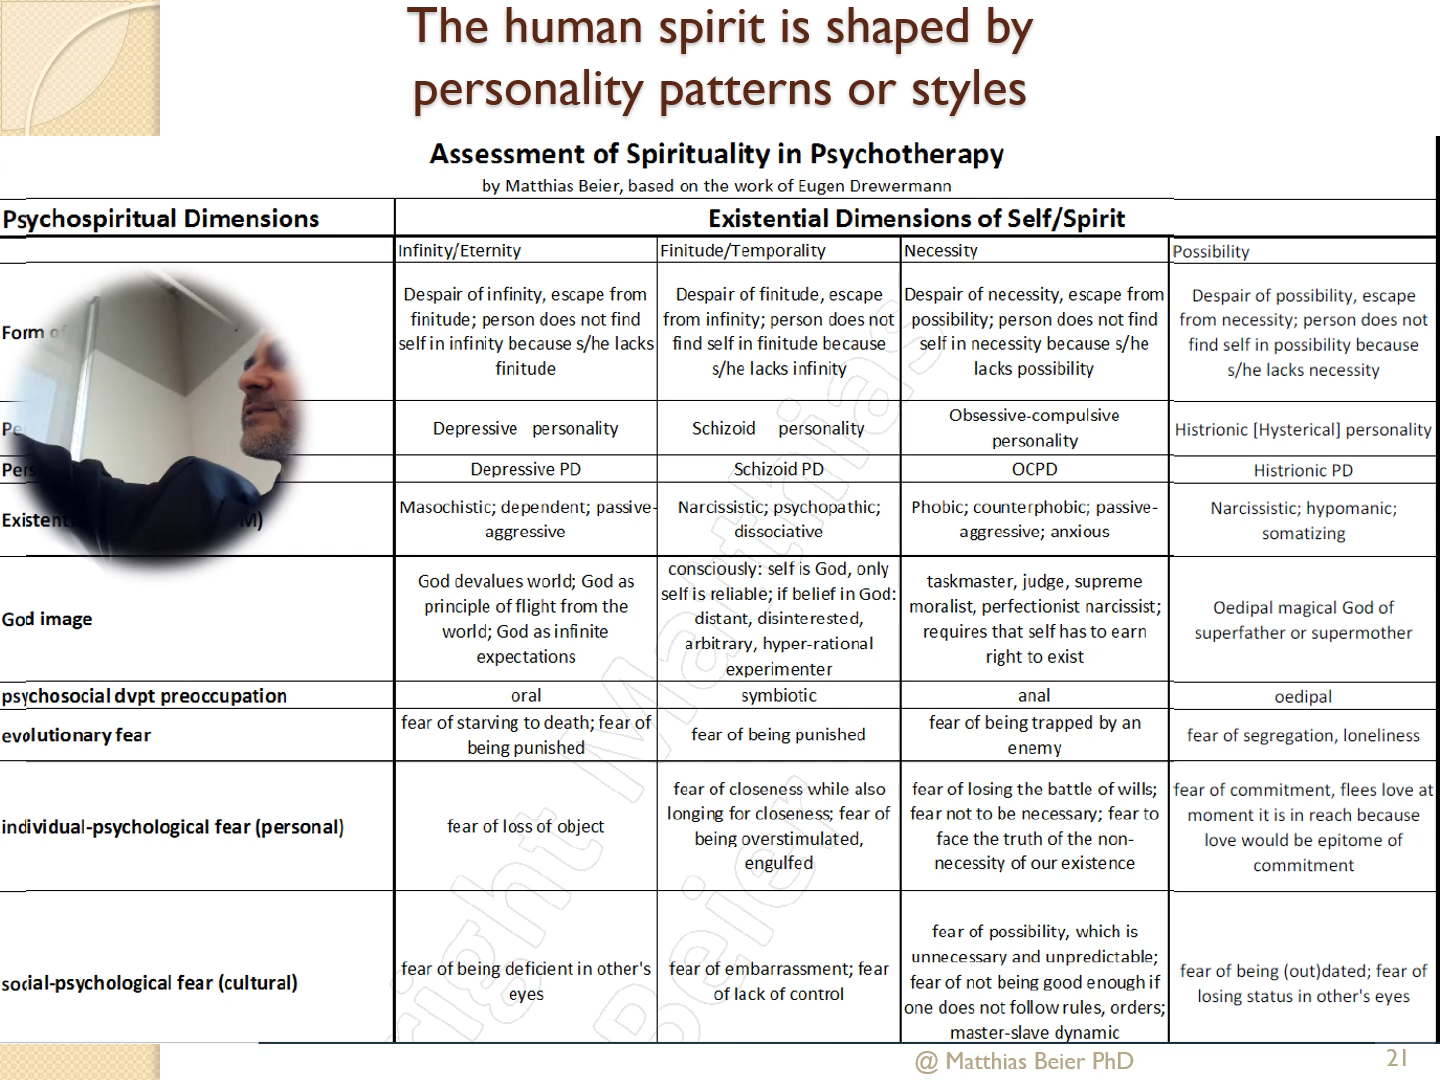 The human spirit is shaped by
personality patterns or styles
Assessment of Spirituality in Psychotherapy
by Matthias Beier, based on the work of Eugen Drewermann
Psychospiritual Dimensions
Existential Dimensions of Self/Spirit
Infinity/Eternity
Finitude/Temporality
Necessity
Possibility
Form of
Despair of infinity, escape from
finitude; person does not find
self in infinity because s/he lacks
finitude
Despair of finitude, escape
from infinity; person does not
find self in finitude because
s/he lacks infinity
Despair of necessity, escape from
possibility; person does not find
self in necessity because s/he
lacks possibility
Despair of possibility, escape
from necessity; person does not
find self in possibility because
s/he lacks necessity
Depressive personality
Schizoid personality
Obsessive-compulsive
personality
Histrionic [Hysterical] personality
Depressive PD
Schizoid PD
OCPD
Histrionic PD
Masochistic; dependent; passive-
aggressive
Narcissistic; psychopathic;
dissociative
Phobic; counterphobic; passive-
aggressive; anxious
Narcissistic; hypomanic;
somatizing
God image
God devalues world; God as
principle of flight from the
world; God as infinite
expectations
consciously: self is God, only
self is reliable; if belief in God:
distant, disinterested,
arbitrary, hyper-rational
experimenter
taskmaster, judge, supreme
moralist, perfectionist narcissist;
requires that self has to earn
right to exist
Oedipal magical God of
superfather or supermother
psychosocial dvpt preoccupation
oral
symbiotic
anal
oedipal
evolutionary fear
fear of starving to death; fear of
being punished
fear of being punished
fear of being trapped by an
enemy
fear of segregation, loneliness
individual-psychological fear (personal)
fear of loss of object
fear of closeness while also
longing for closeness; fear of
being overstimulated,
engulfed
fear of losing the battle of wills;
fear not to be necessary; fear to
face the truth of the non-
necessity of our existence
fear of commitment, flees love at
moment it is in reach because
love would be epitome of
commitment
social-psychological fear (cultural)
fear of being deficient in other's
eyes
fear of embarrassment; fear
of lack of control
fear of possibility, which is
unnecessary and unpredictable;
fear of not being good enough if
one does not follow rules, orders;
master-slave dynamic
fear of being (out)dated; fear of
losing status in other's eyes
right Matthias
Beier
@ Matthias Beier PhD
21